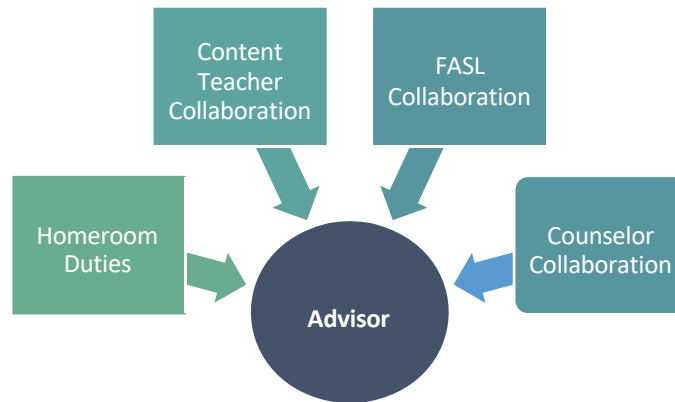 Content
Teacher
Collaboration
FASL
Collaboration
Homeroom
Duties
Counselor
Collaboration
Advisor